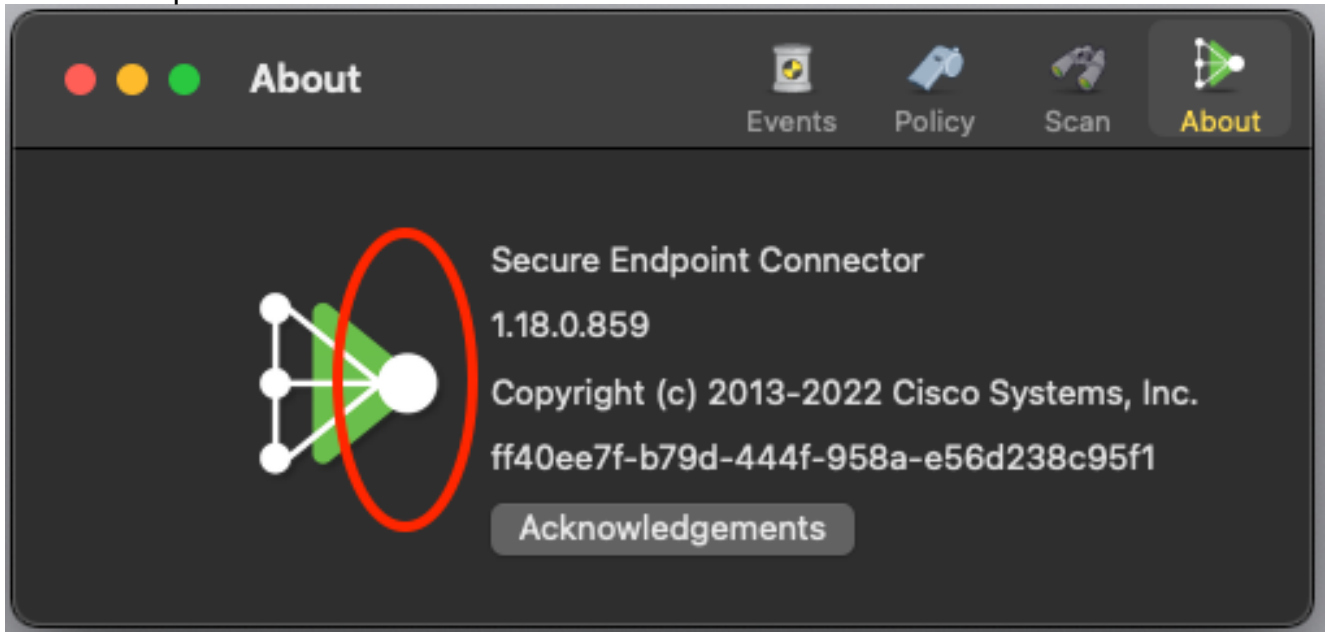 About
Events
Policy
Scan
About
Secure Endpoint Connector
1.18.0.859
Copyright (c) 2013-2022 Cisco Systems, Inc.
ff40ee7f-b79d-444f-958a-e56d238c95f1
Acknowledgements